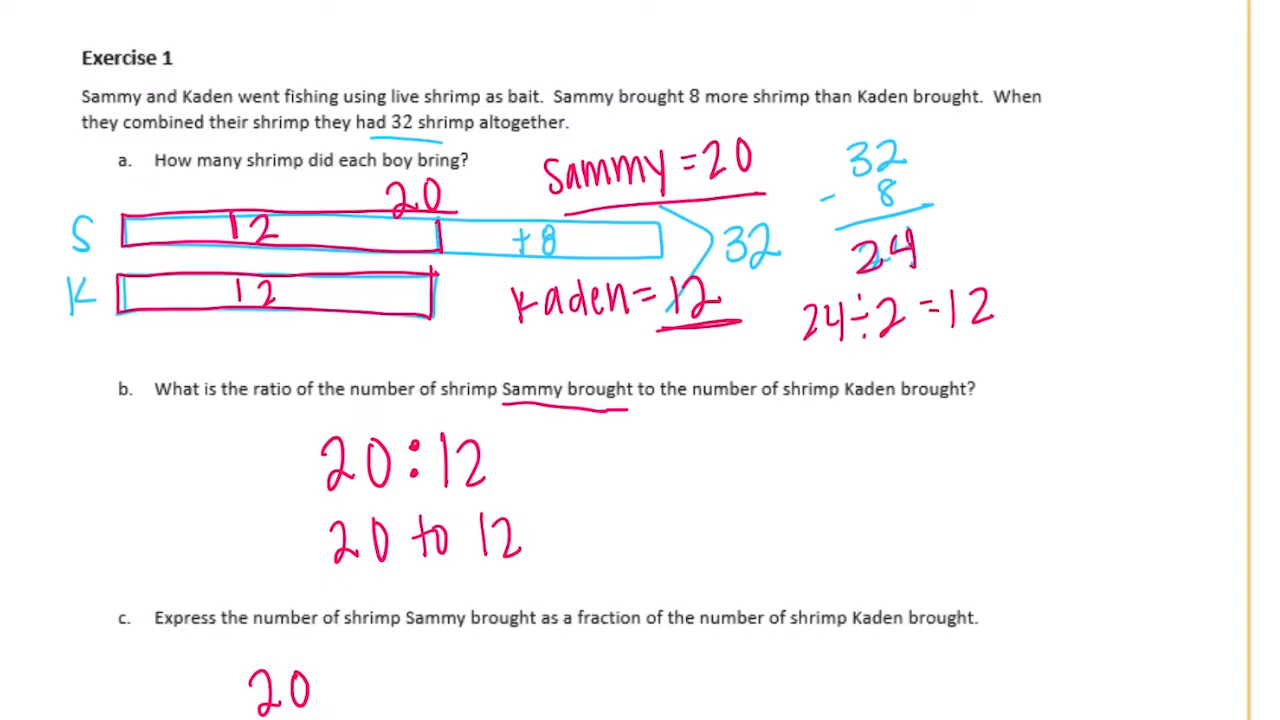 Exercise 1
Sammy and Kaden went fishing using live shrimp as bait. Sammy brought 8 more shrimp than Kaden brought. When
they combined their shrimp they had 32 shrimp altogether.
a. How many shrimp did each boy bring?
Sammy = 20
32
- 8
24
24 ÷ 2 = 12
20
S 12 +8
32
K 12
Kaden = 12
b. What is the ratio of the number of shrimp Sammy brought to the number of shrimp Kaden brought?
20 : 12
20 to 12
c. Express the number of shrimp Sammy brought as a fraction of the number of shrimp Kaden brought.
20